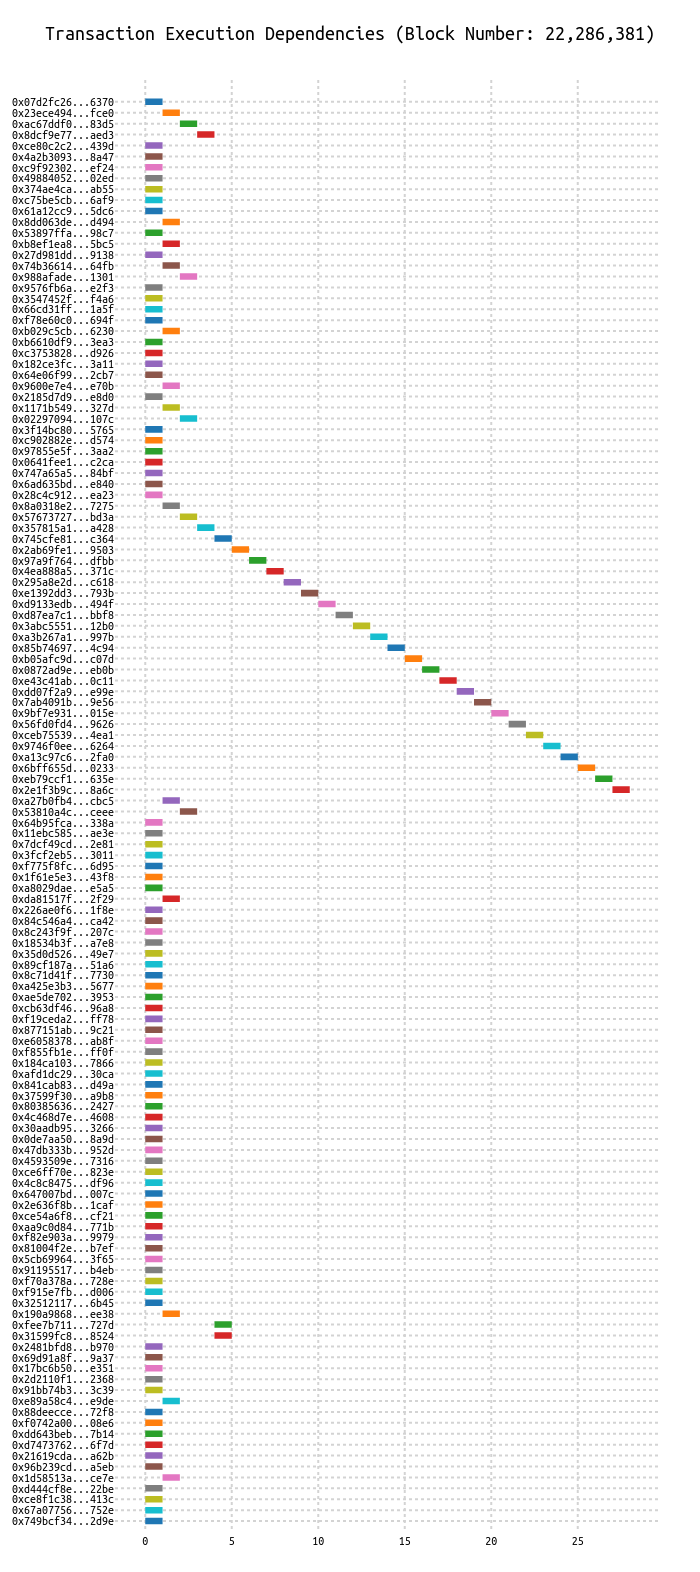 Transaction Execution Dependencies (Block Number: 22,286,381)
0x07d2fc26...6370
0x23ece494...fce0
0xac67ddf0...83d5
0x8dcf9e77...aed3
0xce80c2c2...439d
0x4a2b3093...8a47
0xc9f92302...ef24
0x49884052...02ed
0x374ae4ca...ab55
0xc75be5cb...6af9
0x61a12cc9...5dc6
0x8dd063de...d494
0x53897ffa...98c7
0xb8ef1ea8...5bc5
0x27d981dd...9138
0x74b36614...64fb
0x988afade...1301
0x9576fb6a...e2f3
0x3547452f...f4a6
0x66cd31ff...1a5f
0xf78e60c0...694f
0xb029c5cb...6230
0xb6610df9...3ea3
0xc3753828...d926
0x182ce3fc...3a11
0x64e06f99...2cb7
0x9600e7e4...e70b
0x2185d7d9...e8d0
0x1171b549...327d
0x02297094...107c
0x3f14bc80...5765
0xc902882e...d574
0x97855e5f...3aa2
0x0641fee1...c2ca
0x747a65a5...84bf
0x6ad635bd...e840
0x28c4c912...ea23
0x8a0318e2...7275
0x57673727...bd3a
0x357815a1...a428
0x745cfe81...c364
0x2ab69fe1...9503
0x97a9f764...dfbb
0x4ea888a5...371c
0x295a8e2d...c618
0xe1392dd3...793b
0xd9133edb...494f
0xd87ea7c1...bbf8
0x3abc5551...12b0
0xa3b267a1...997b
0x85b74697...4c94
0xb05afc9d...c07d
0x0872ad9e...eb0b
0xe43c41ab...0c11
0xdd07f2a9...e99e
0x7ab4091b...9e56
0x9bf7e931...015e
0x56fd0fd4...9626
0xceb75539...4ea1
0x9746f0ee...6264
0xa13c97c6...2fa0
0x6bff655d...0233
0xeb79ccf1...635e
0x2e1f3b9c...8a6c
0xa27b0fb4...cbc5
0x53810a4c...ceee
0x64b95fca...338a
0x11ebc585...ae3e
0x7dcf49cd...2e81
0x3fcf2eb5...3011
0xf775f8fc...6d95
0x1f61e5e3...43f8
0xa8029dae...e5a5
0xda81517f...2f29
0x226ae0f6...1f8e
0x84c546a4...ca42
0x8c243f9f...207c
0x18534b3f...a7e8
0x35d0d526...49e7
0x89cf187a...51a6
0x8c71d41f...7730
0xa425e3b3...5677
0xae5de702...3953
0xcb63df46...96a8
0xf19ceda2...ff78
0x877151ab...9c21
0xe6058378...ab8f
0xf855fb1e...ff0f
0x184ca103...7866
0xafd1dc29...30ca
0x841cab83...d49a
0x37599f30...a9b8
0x80385636...2427
0x4c468d7e...4608
0x30aadb95...3266
0x0de7aa50...8a9d
0x47db333b...952d
0x4593509e...7316
0xce6ff70e...823e
0x4c8c8475...df96
0x647007bd...007c
0x2e636f8b...1caf
0xce54a6f8...cf21
0xaa9c0d84...771b
0xf82e903a...9979
0x81004f2e...b7ef
0x5cb69964...3f65
0x91195517...b4eb
0xf70a378a...728e
0xf915e7fb...d006
0x32512117...6b45
0x190a9868...ee38
0xfee7b711...727d
0x31599fc8...8524
0x2481bfd8...b970
0x69d91a8f...9a37
0x17bc6b50...e351
0x2d2110f1...2368
0x91bb74b3...3c39
0xe89a58c4...e9de
0x88deecce...72f8
0xf0742a00...08e6
0xdd643beb...7b14
0xd7473762...6f7d
0x21619cda...a62b
0x96b239cd...a5eb
0x1d58513a...ce7e
0xd444cf8e...22be
0xce8f1c38...413c
0x67a07756...752e
0x749bcf34...2d9e
0 5 10 15 20 25